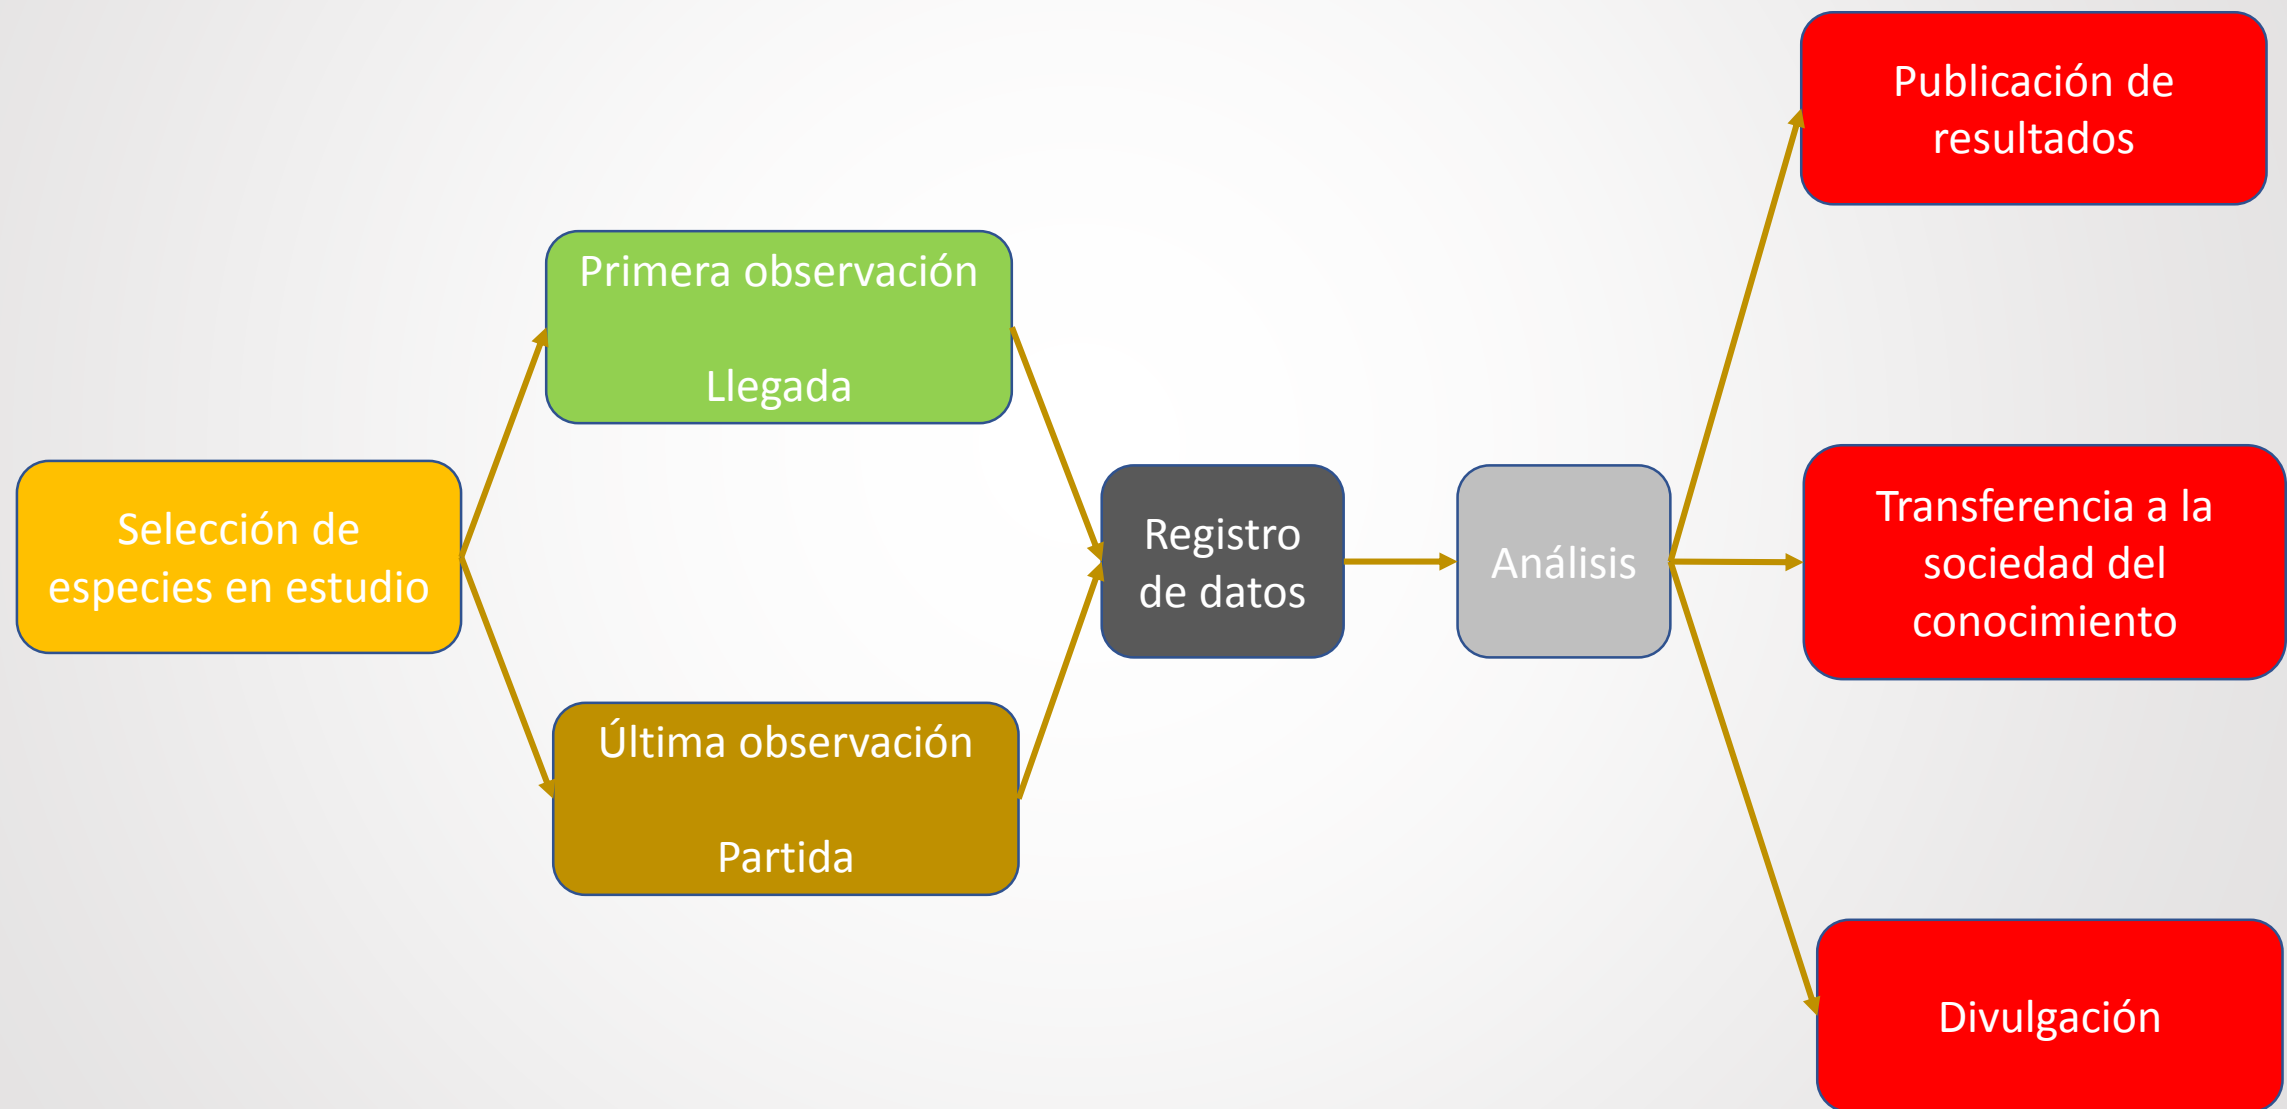 Selección de
especies en estudio
Primera observación
Llegada
Última observación
Partida
Registro
de datos
Análisis
Publicación de
resultados
Transferencia a la
sociedad del
conocimiento
Divulgación